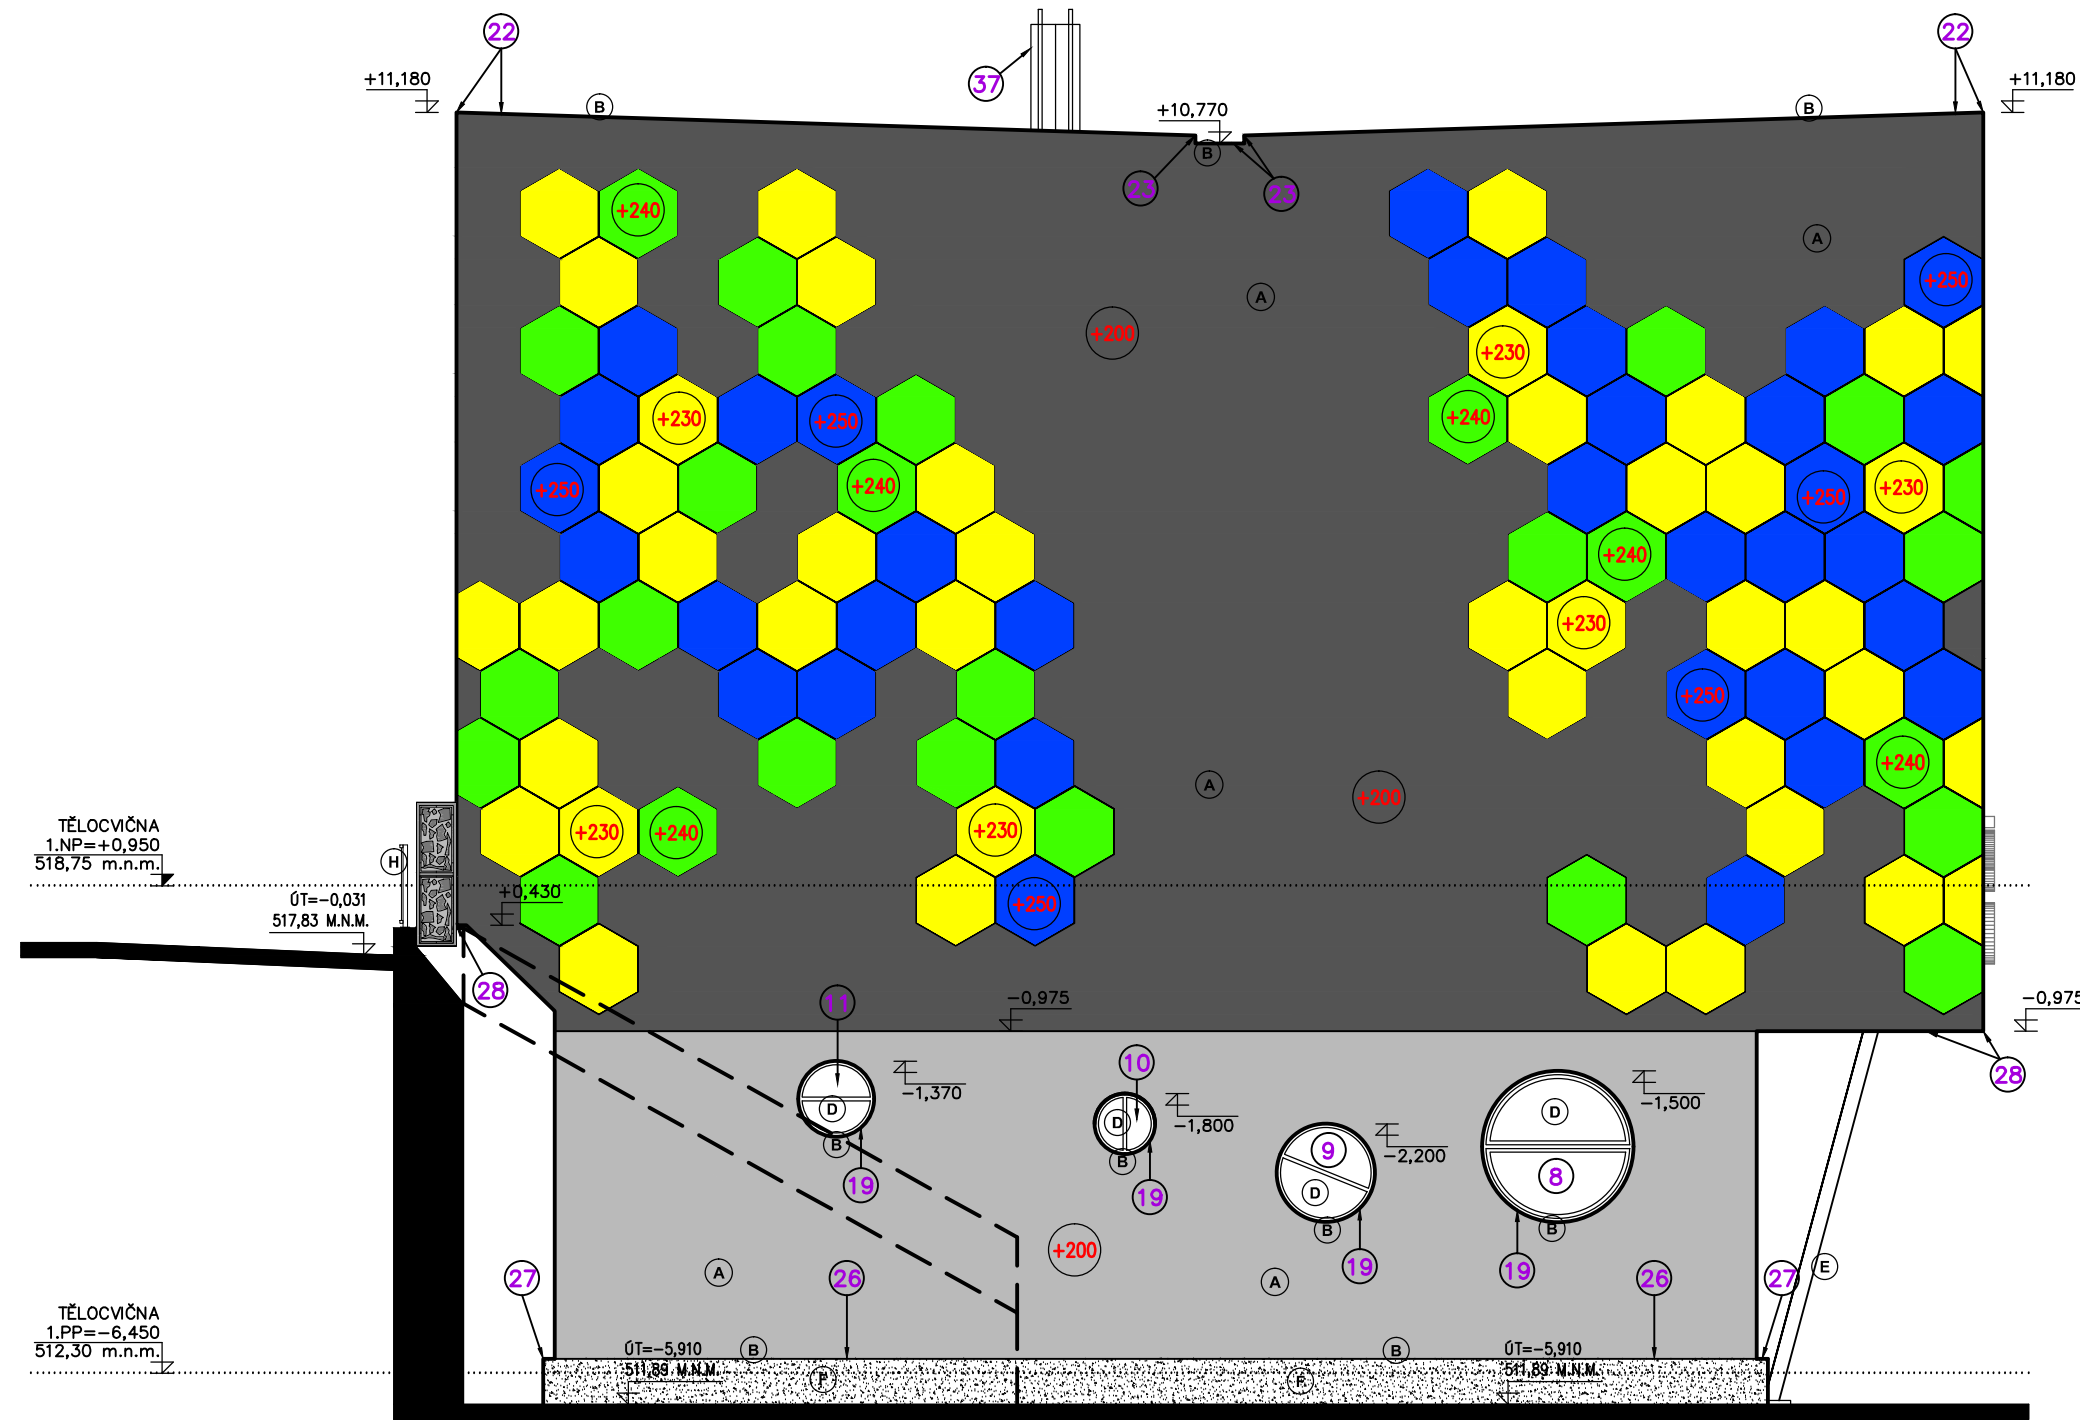 22
22
37
+11,180
+11,180
B
B
+10,770
B
23
23
+240
A
+250
A
+200
+230
+230
+250
+240
+250
+240
+250
+230
+240
+230
+250
+240
A
+200
+230
+240
+230
+250
TĚLOCVIČNA
1.NP=+0,950
518,75 m.n.m.
H
ÚT=−0,031
517,83 M.N.M.
+0,430
28
11
−0,975
−0,975
28
10
−1,370
−1,800
−2,200
−1,500
D
D
D
D
9
8
B
B
B
B
19
19
19
19
+200
A
A
E
27
26
26
27
TĚLOCVIČNA
1.PP=−6,450
512,30 m.n.m.
ÚT=−5,910
511,89 M.N.M.
B
B
ÚT=−5,910
511,89 M.N.M.
F
F